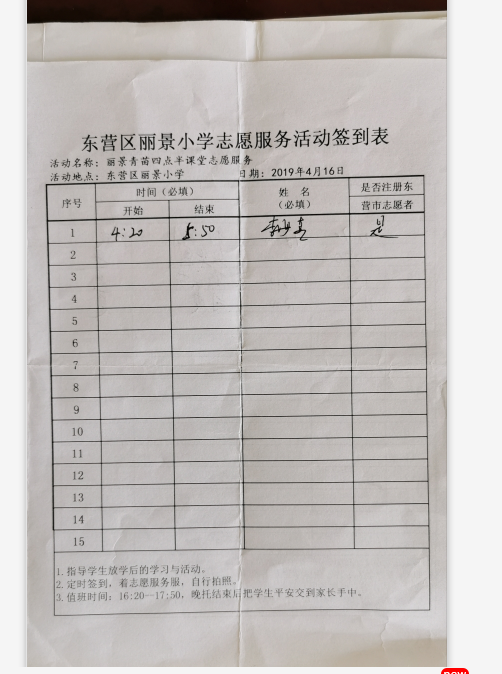 东营区丽景小学志愿服务活动签到表
活动名称：丽景青苗四点半课堂志愿服务
活动地点：东营区丽景小学 日期：2019年4月16日
序号 时间（必填） 姓 名 （必填） 是否注册东营市志愿者
开始 结束
1 4:20 5:50 是
2
3
4
5
6
7
8
9
10
11
12
13
14
15
1.指导学生放学后的学习与活动。
2.定时签到，着志愿服务服，自行拍照。
3.值班时间：16:20—17:50，晚托结束后把学生平安交到家长手中。
new